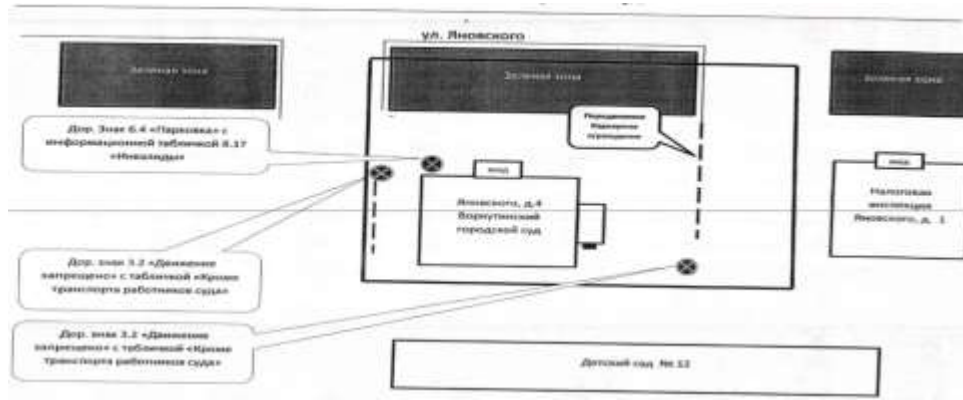 ул. Яновского
Зеленая зона
Зеленая зона
Зеленая зона
Дор. Знак 6.4 «Парковка» с
информационной табличкой 8.17
«Инвалиды»
Передвижное
барьерное
ограждение
вход
Яновского, д.4
Воркутинский
городской суд
вход
Налоговая
инспекция
Яновского, д. 1
Дор. знак 3.2 «Движение
запрещено» с табличкой «Кроме
транспорта работников суда»
Дор. знак 3.2 «Движение
запрещено» с табличкой «Кроме
транспорта работников суда»
Детский сад № 12